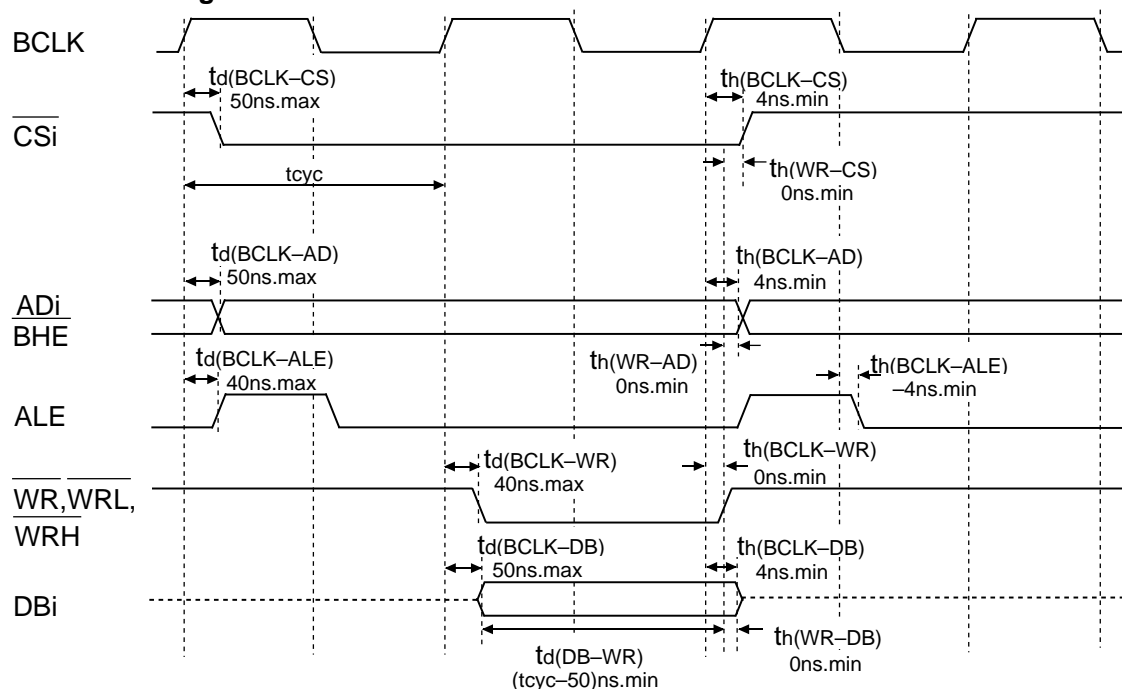 BCLK
td(BCLK–CS)
50ns.max
th(BCLK–CS)
4ns.min
CSi
tcyc
th(WR–CS)
0ns.min
td(BCLK–AD)
50ns.max
th(BCLK–AD)
4ns.min
ADi
BHE
td(BCLK–ALE)
40ns.max
th(WR–AD)
0ns.min
th(BCLK–ALE)
–4ns.min
ALE
td(BCLK–WR)
40ns.max
th(BCLK–WR)
0ns.min
WR,WRL,
WRH
td(BCLK–DB)
50ns.max
th(BCLK–DB)
4ns.min
DBi
td(DB–WR)
(tcyc–50)ns.min
th(WR–DB)
0ns.min